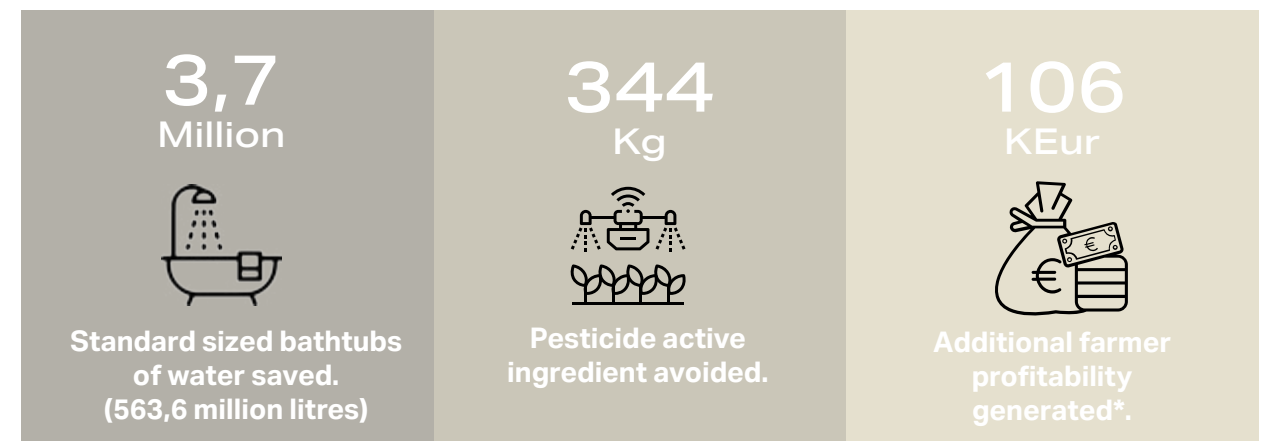 3,7
Million
Standard sized bathtubs
of water saved.
(563,6 million litres)
344
Kg
Pesticide active
ingredient avoided.
106
KEur
€
€
Additional farmer
profitability
generated*.